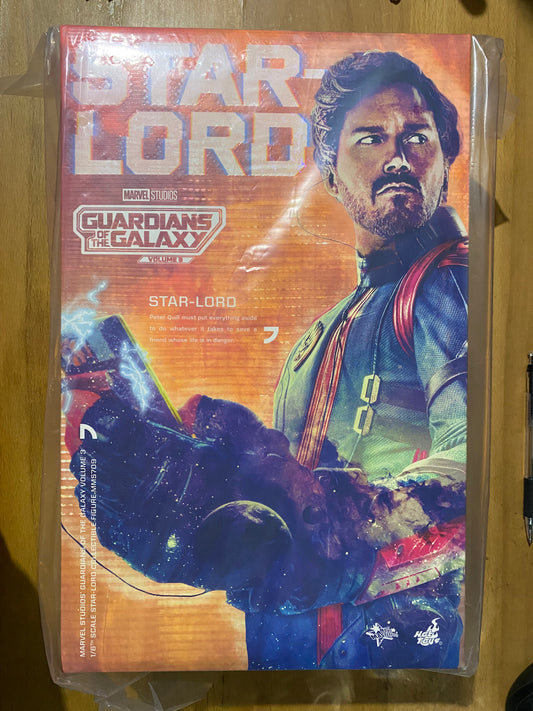 STAR-
LORD
MARVEL STUDIOS
GUARDIANS
OF THE GALAXY
VOLUME 3
STAR-LORD
Peter Quill must put everything aside
to do whatever it takes to save a
friend whose life is in danger.
MARVEL STUDIOS' GUARDIANS OF THE GALAXY VOLUME 3
1/6TH SCALE STAR-LORD COLLECTIBLE FIGURE MMS709
Hot Toys